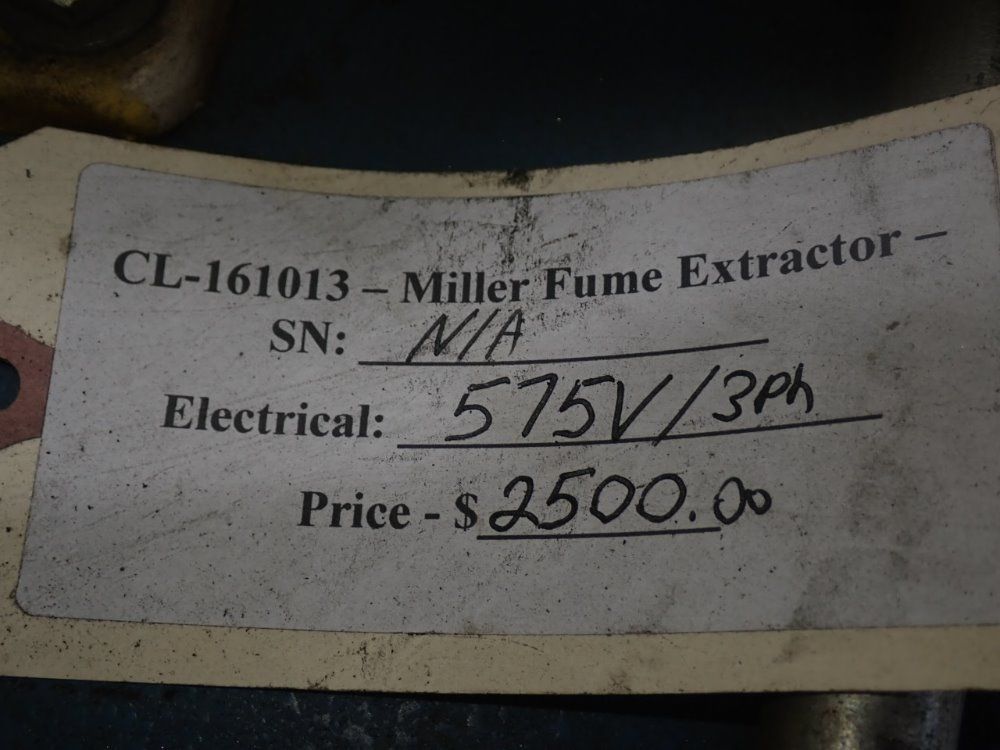 CL-161013 – Miller Fume Extractor –
SN: N/A
Electrical: 575V/3Ph
Price - $2500.00